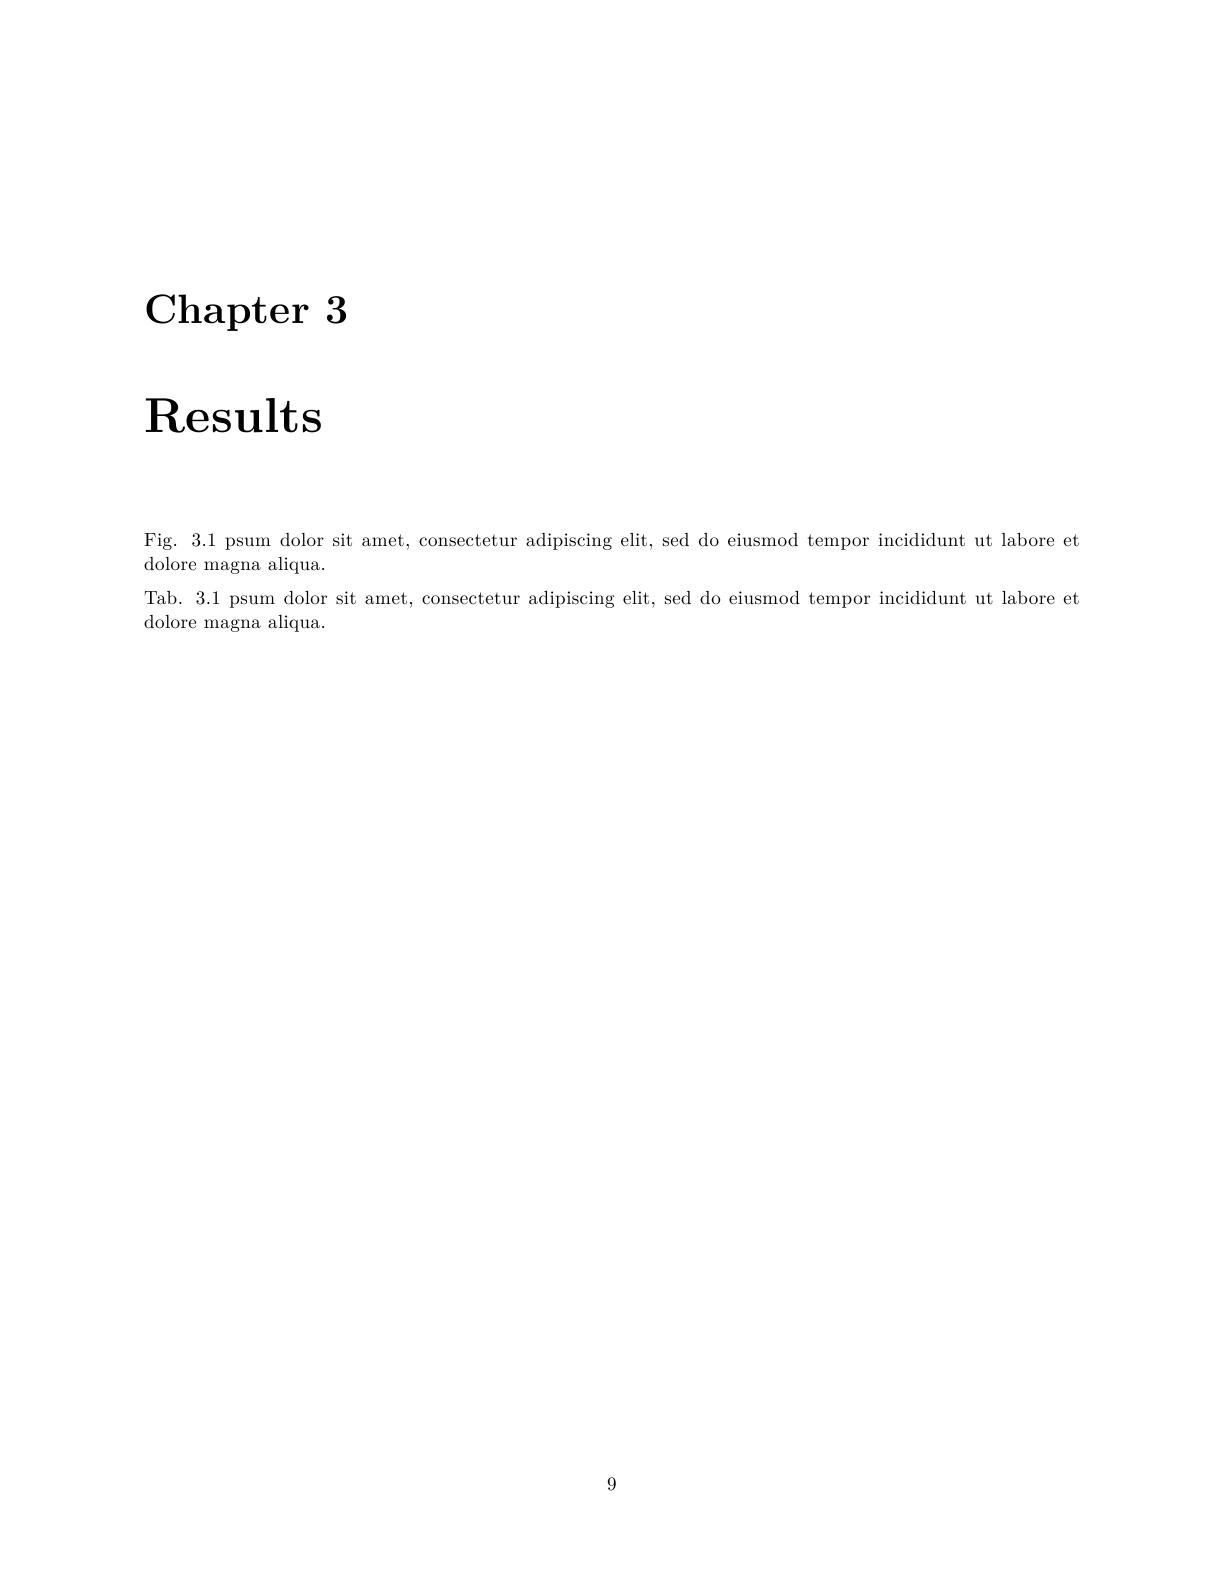 Chapter 3
Results
Fig. 3.1 psum dolor sit amet, consectetur adipiscing elit, sed do eiusmod tempor incididunt ut labore et
dolore magna aliqua.
Tab. 3.1 psum dolor sit amet, consectetur adipiscing elit, sed do eiusmod tempor incididunt ut labore et
dolore magna aliqua.
9